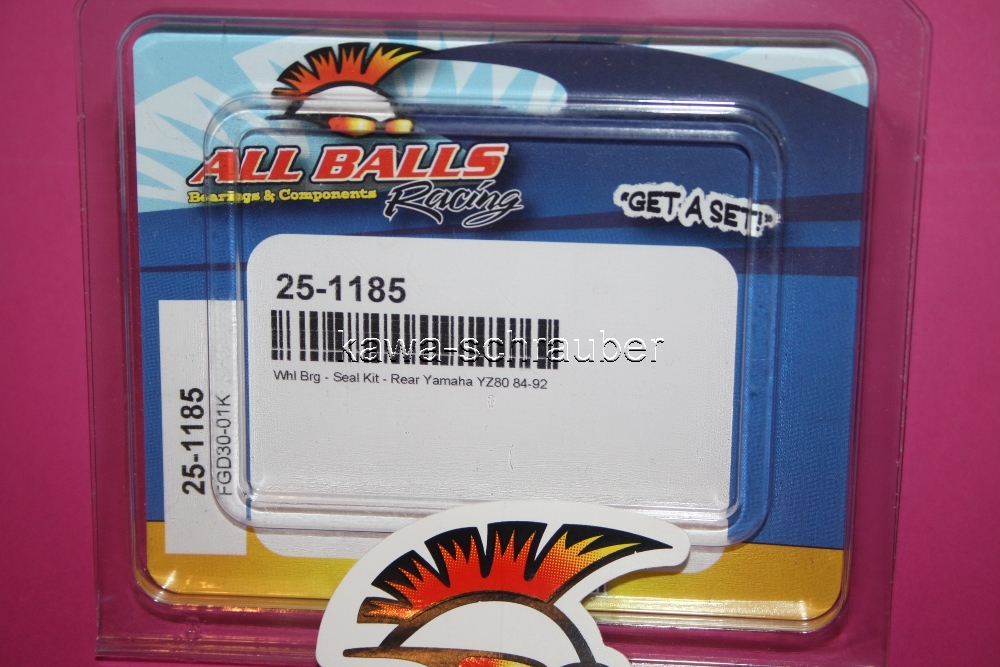 ALL BALLS
Bearings & Components
Racing
"GET A SET!"
25-1185
kawa-schrauber
Whl Brg - Seal Kit - Rear Yamaha YZ80 84-92
25-1185
FGD30-01K